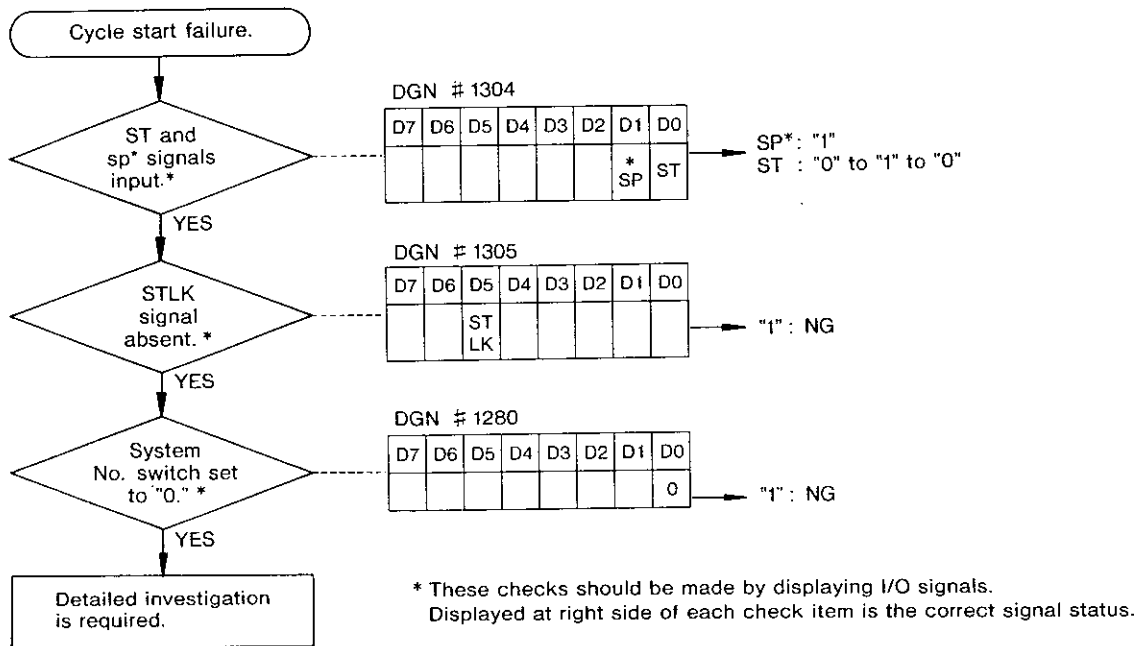 Cycle start failure.
DGN # 1304
D7 D6 D5 D4 D3 D2 D1 D0
* SP ST
SP*: "1"
ST : "0" to "1" to "0"
ST and
sp* signals
input.*
YES
DGN # 1305
D7 D6 D5 D4 D3 D2 D1 D0
ST
LK
"1": NG
STLK
signal
absent. *
YES
DGN # 1280
D7 D6 D5 D4 D3 D2 D1 D0
0
"1": NG
System
No. switch set
to "0." *
YES
Detailed investigation
is required.
* These checks should be made by displaying I/O signals.
Displayed at right side of each check item is the correct signal status.